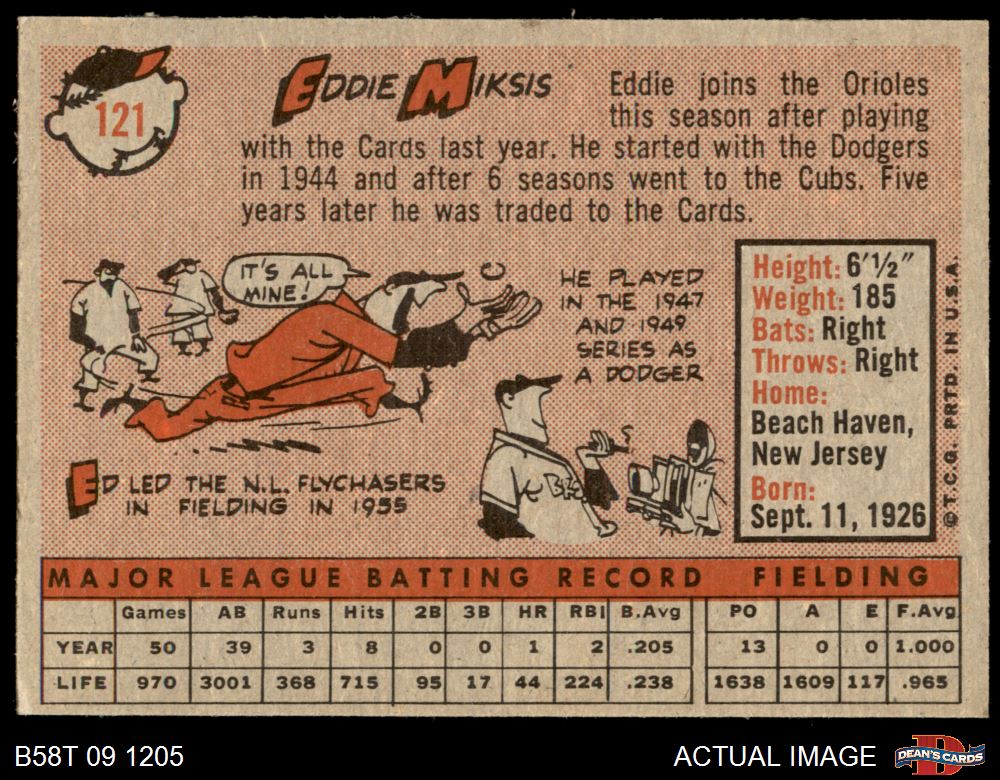 121
EDDIE MIKSIS
Eddie joins the Orioles
this season after playing
with the Cards last year. He started with the Dodgers
in 1944 and after 6 seasons went to the Cubs. Five
years later he was traded to the Cards.
IT'S ALL
MINE!
HE PLAYED
IN THE 1947
AND 1949
SERIES AS
A DODGER
ED LED THE N.L. FLYCHASERS
IN FIELDING IN 1955
Height: 6'½"
Weight: 185
Bats: Right
Throws: Right
Home:
Beach Haven,
New Jersey
Born:
Sept. 11, 1926
© T.C.G. PRTD. IN U.S.A.
MAJOR LEAGUE BATTING RECORD FIELDING
Games AB Runs Hits 2B 3B HR RBI B.Avg PO A E F.Avg
YEAR 50 39 3 8 0 0 1 2 .205 13 0 0 1.000
LIFE 970 3001 368 715 95 17 44 224 .238 1638 1609 117 .965
B58T 09 1205 ACTUAL IMAGE
D
DEAN'S CARDS